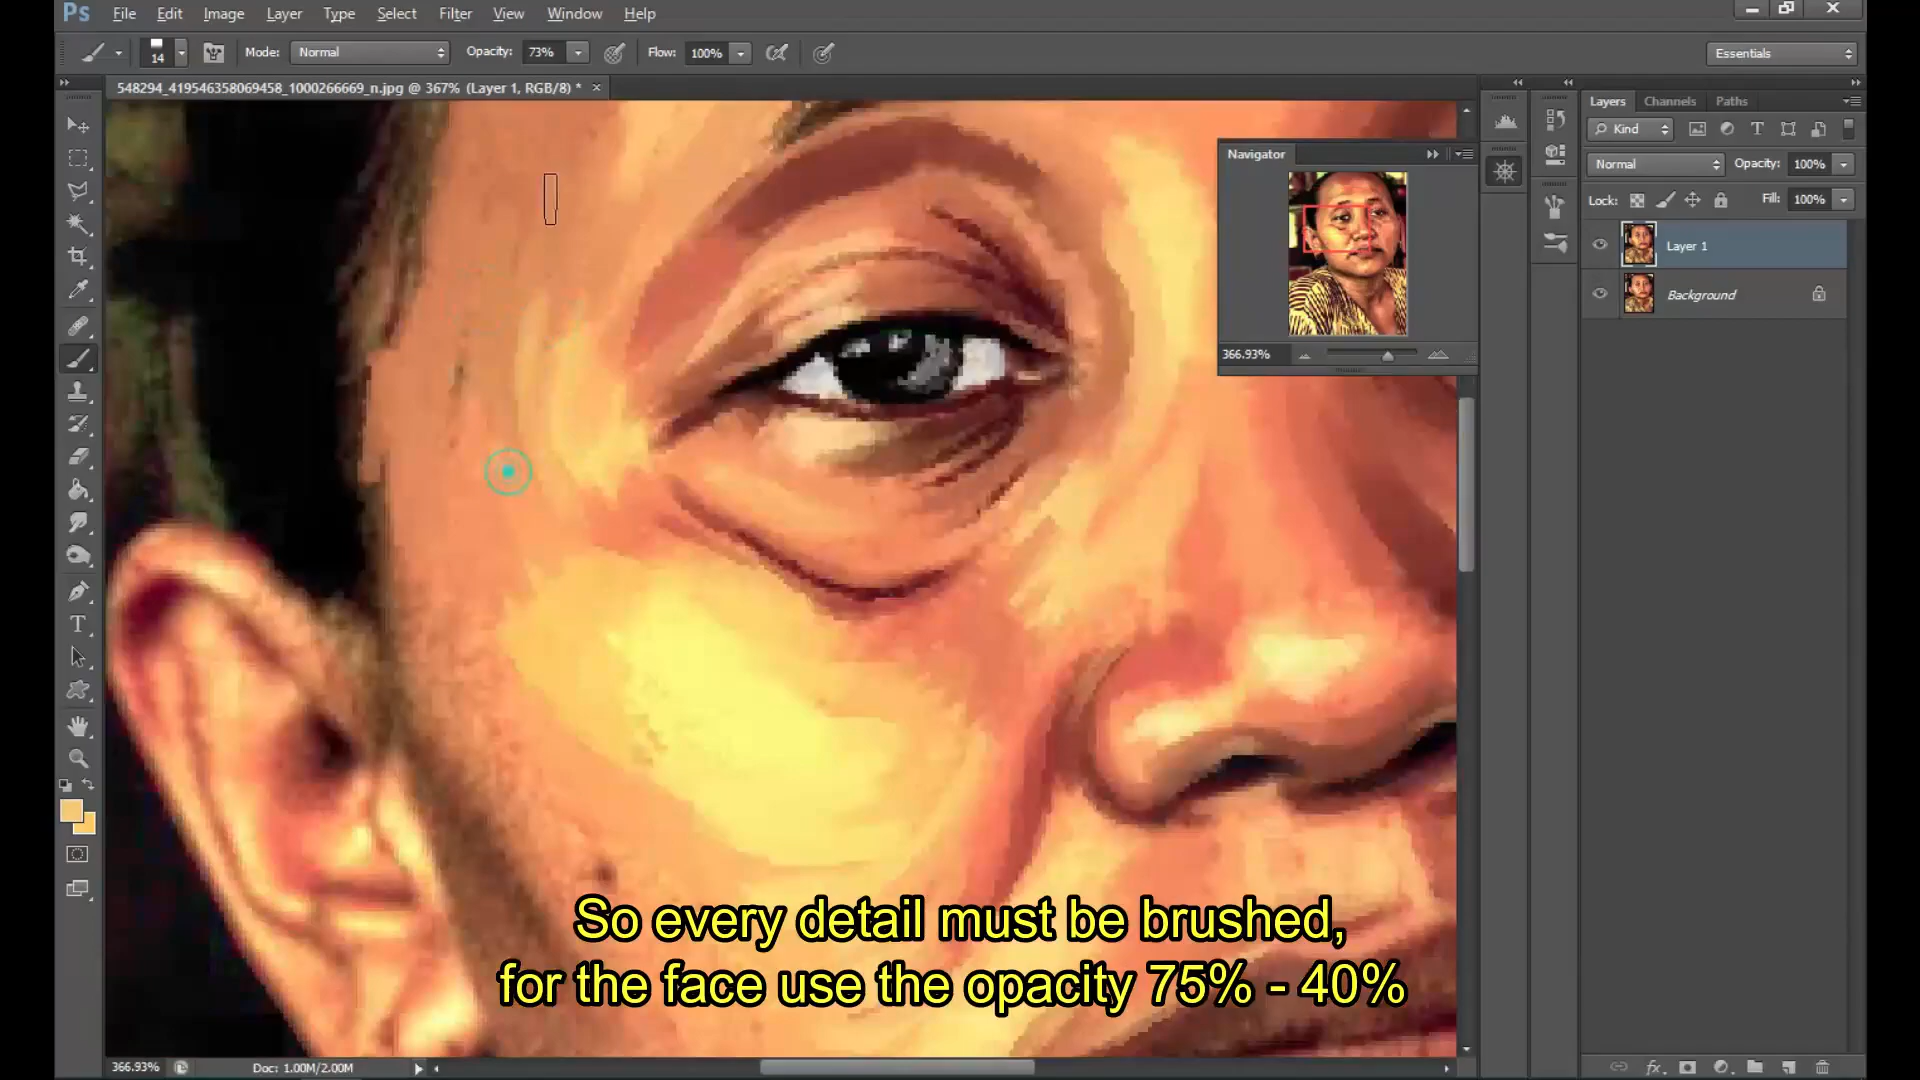 Ps File Edit Image Layer Type Select Filter View Window Help
14 Mode: Normal Opacity: 73% Flow: 100% Essentials
548294_419546358069458_1000266669_n.jpg @ 367% (Layer 1, RGB/8) *
Layers Channels Paths
Kind
Navigator
Normal Opacity: 100%
Lock: Fill: 100%
Layer 1
Background
366.93%
So every detail must be brushed,
for the face use the opacity 75% - 40%
366.93% Doc: 1.00M/2.00M